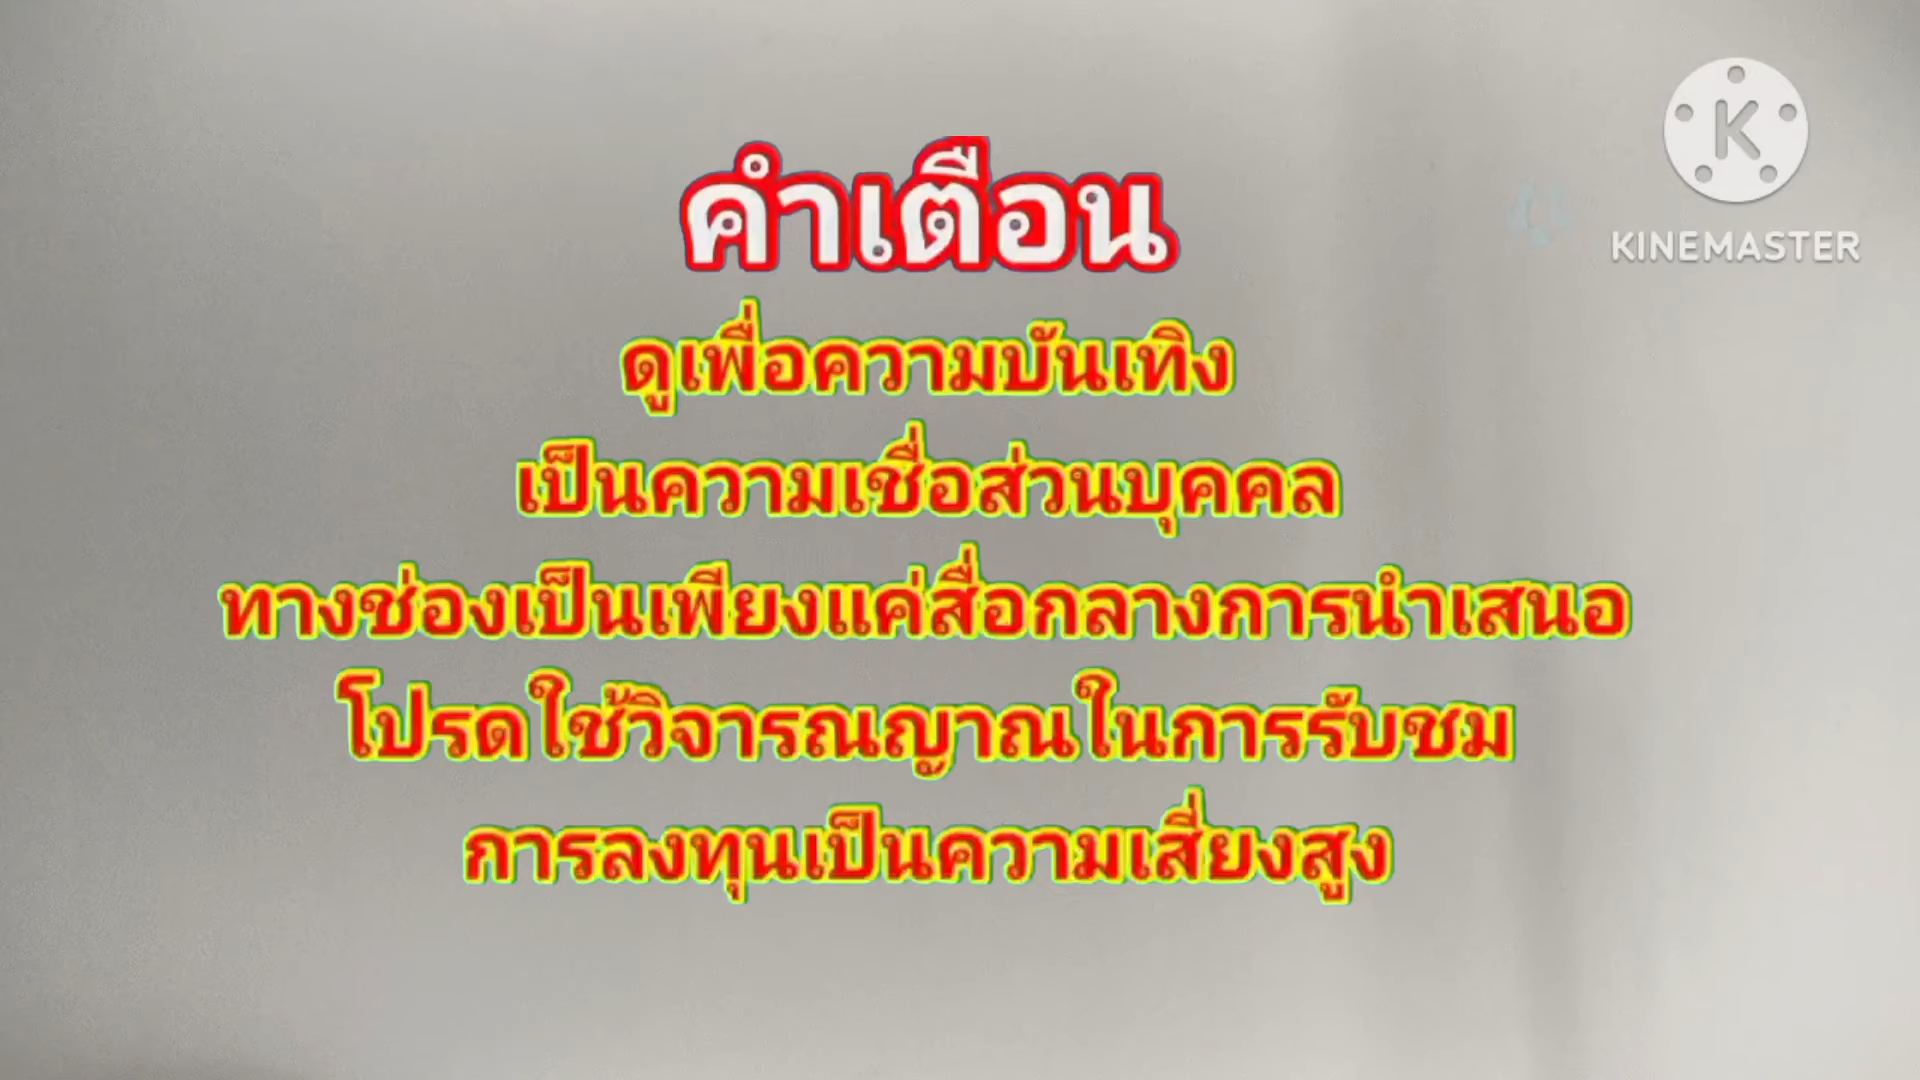 คำเตือน
ดูเพื่อความบันเทิง
เป็นความเชื่อส่วนบุคคล
ทางช่องเป็นเพียงแค่สื่อกลางการนำเสนอ
โปรดใช้วิจารณญาณในการรับชม
การลงทุนเป็นความเสี่ยงสูง
K
KINEMASTER